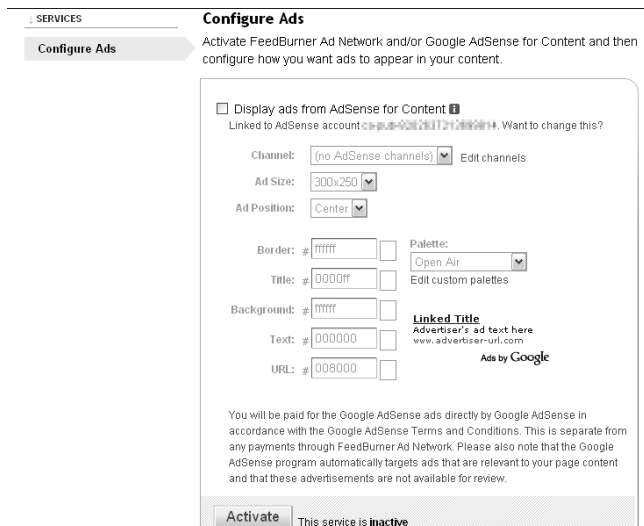 ↓ SERVICES
Configure Ads
Configure Ads
Activate FeedBurner Ad Network and/or Google AdSense for Content and then
configure how you want ads to appear in your content.
Display ads from AdSense for Content i
Linked to AdSense account . Want to change this?
Channel: (no AdSense channels) Edit channels
Ad Size: 300x250
Ad Position: Center
Border: # ffffff
Palette:
Open Air
Title: # 0000ff
Edit custom palettes
Background: # ffffff
Linked Title
Advertiser's ad text here
www.advertiser-url.com
Ads by Google
Text: # 000000
URL: # 008000
You will be paid for the Google AdSense ads directly by Google AdSense in
accordance with the Google AdSense Terms and Conditions. This is separate from
any payments through FeedBurner Ad Network. Please also note that the Google
AdSense program automatically targets ads that are relevant to your page content
and that these advertisements are not available for review.
Activate This service is inactive